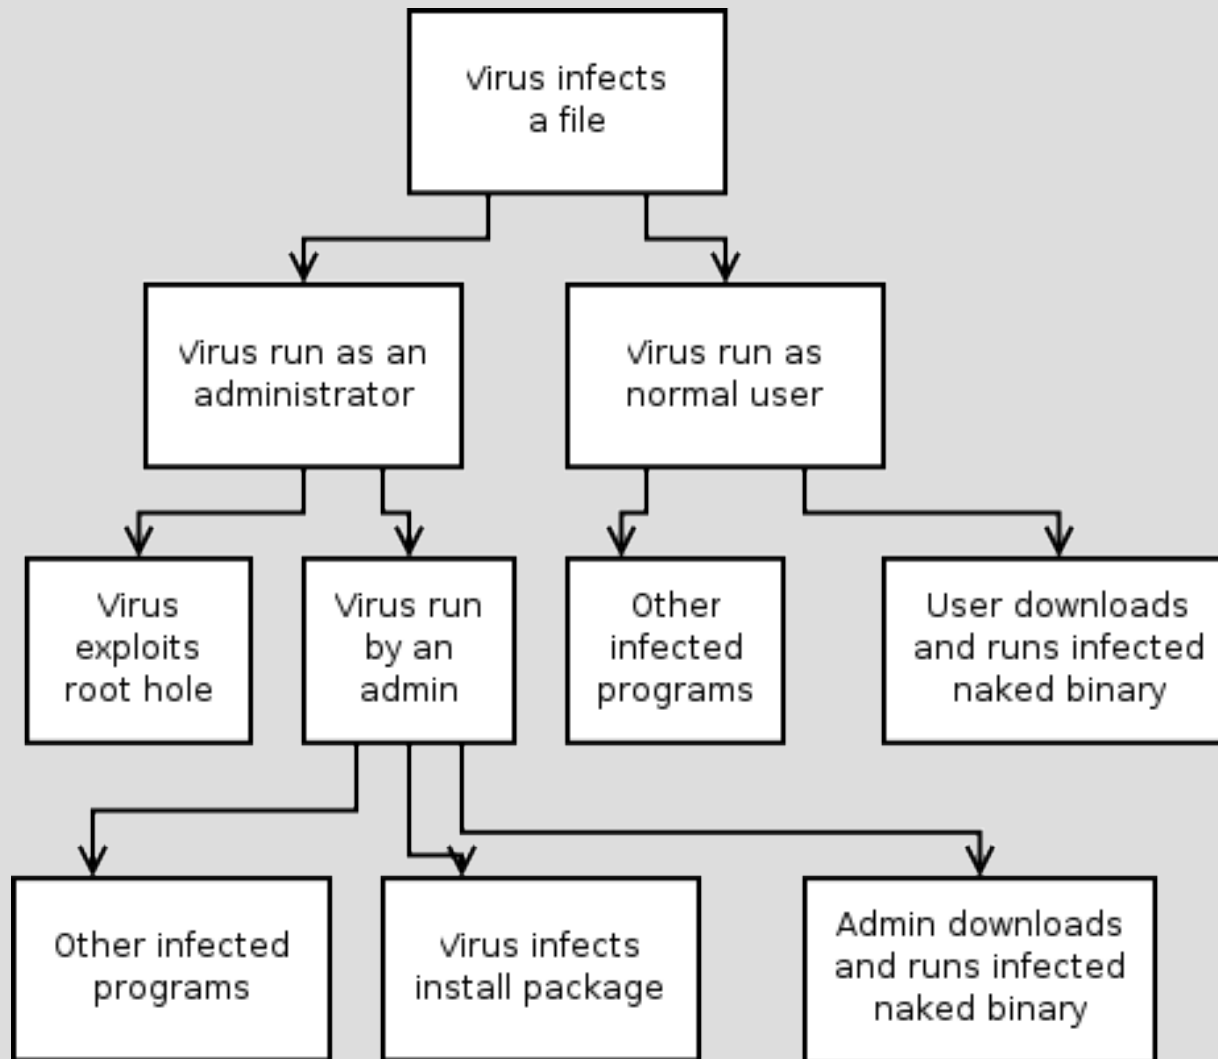 Virus infects
a file
Virus run as an
administrator
Virus run as
normal user
Virus
exploits
root hole
Virus run
by an
admin
Other
infected
programs
User downloads
and runs infected
naked binary
Other infected
programs
Virus infects
install package
Admin downloads
and runs infected
naked binary